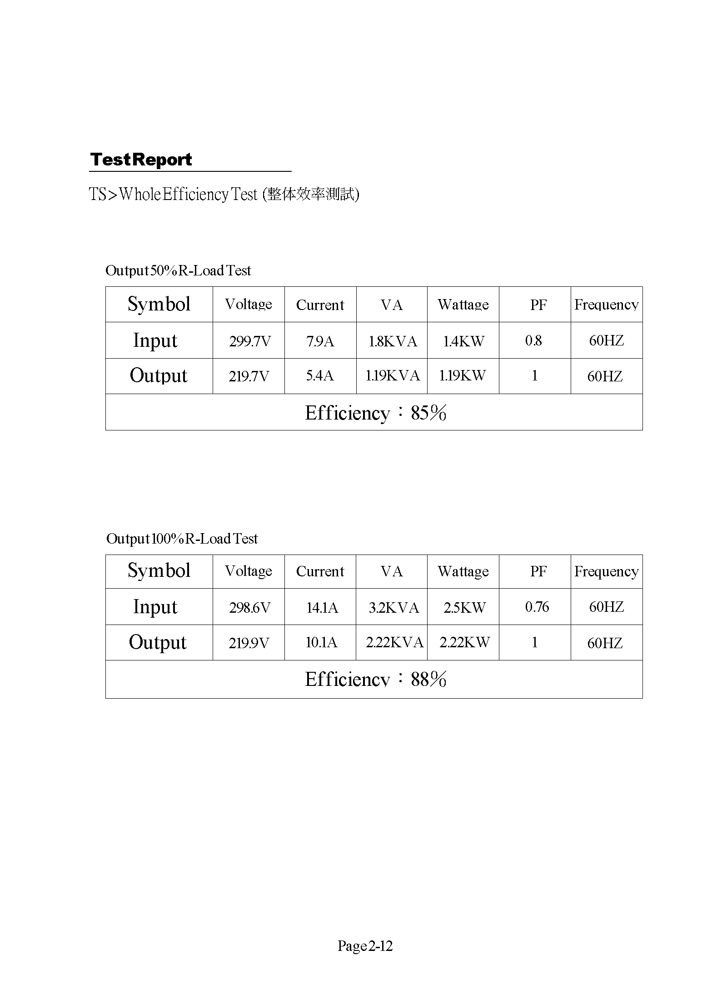 Test Report
TS>Whole Efficiency Test (整体效率測試)
Output 50% R-Load Test
Symbol Voltage Current VA Wattage PF Frequency
Input 299.7V 7.9A 1.8KVA 1.4KW 0.8 60HZ
Output 219.7V 5.4A 1.19KVA 1.19KW 1 60HZ
Efficiency：85％
Output 100% R-Load Test
Symbol Voltage Current VA Wattage PF Frequency
Input 298.6V 14.1A 3.2KVA 2.5KW 0.76 60HZ
Output 219.9V 10.1A 2.22KVA 2.22KW 1 60HZ
Efficiency：88％
Page 2-12